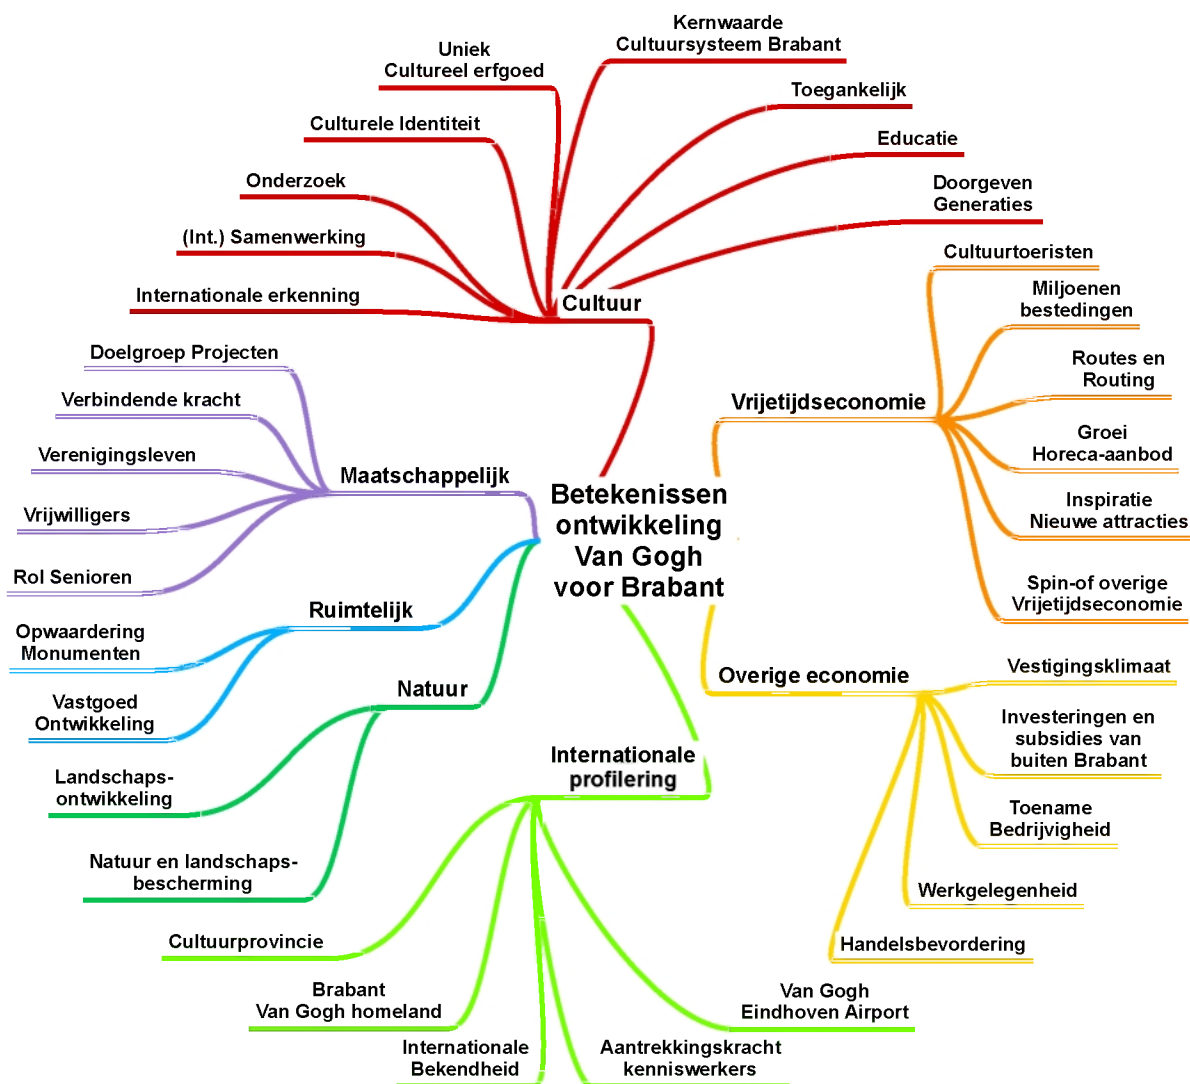 Kernwaarde
Cultuursysteem Brabant
Uniek
Cultureel erfgoed
Toegankelijk
Culturele Identiteit
Educatie
Onderzoek
Doorgeven
Generaties
(Int.) Samenwerking
Internationale erkenning
Cultuur
Cultuurtoeristen
Miljoenen
bestedingen
Routes en
Routing
Vrijetijdseconomie
Groei
Horeca-aanbod
Inspiratie
Nieuwe attracties
Spin-of overige
Vrijetijdseconomie
Doelgroep Projecten
Verbindende kracht
Verenigingsleven
Maatschappelijk
Vrijwilligers
Rol Senioren
Betekenissen
ontwikkeling
Van Gogh
voor Brabant
Ruimtelijk
Opwaardering
Monumenten
Vastgoed
Ontwikkeling
Natuur
Landschaps-
ontwikkeling
Natuur en landschaps-
bescherming
Overige economie
Vestigingsklimaat
Investeringen en
subsidies van
buiten Brabant
Toename
Bedrijvigheid
Werkgelegenheid
Handelsbevordering
Internationale
profilering
Cultuurprovincie
Brabant
Van Gogh homeland
Internationale
Bekendheid
Aantrekkingskracht
kenniswerkers
Van Gogh
Eindhoven Airport